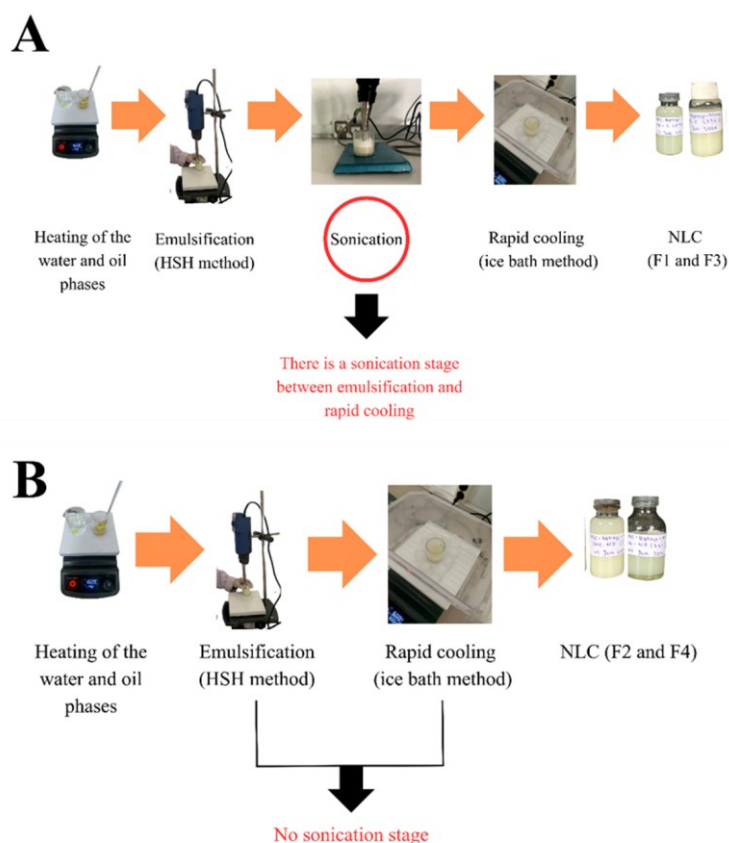 A
Heating of the
water and oil
phases
Emulsification
(HSH method)
Sonication
Rapid cooling
(ice bath method)
NLC
(F1 and F3)
There is a sonication stage
between emulsification and
rapid cooling
B
Heating of the
water and oil
phases
Emulsification
(HSH method)
Rapid cooling
(ice bath method)
NLC (F2 and F4)
No sonication stage